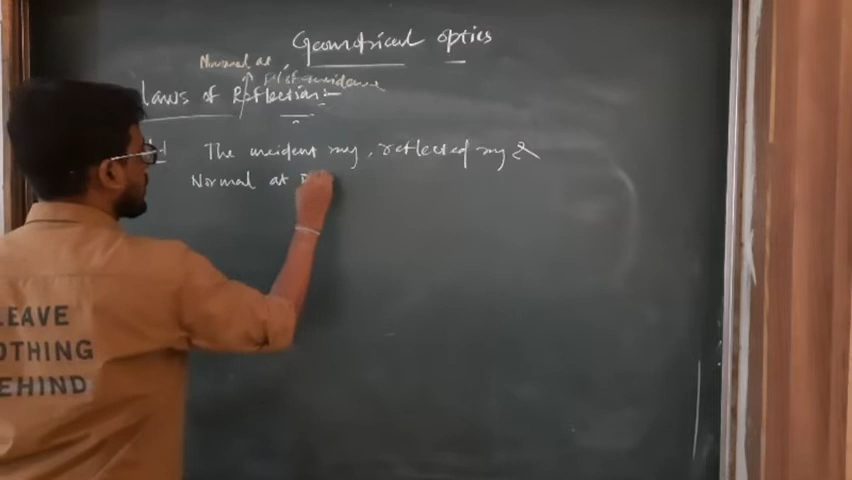 Geometrical optics
Normal at
Pt of incidence
Laws of Reflection:-
The incident ray, reflected ray &
Normal at
LEAVE
OTHING
EHIND